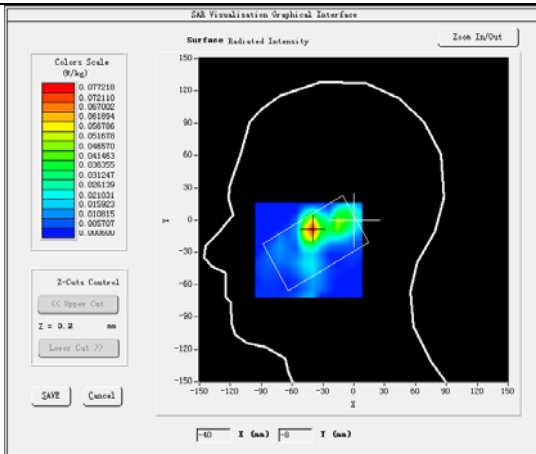 SAR Visualisation Graphical Interface
Surface Radiated Intensity
Zoom In/Out
Colors Scale
(W/kg)
0.077218
0.072110
0.067002
0.061894
0.056786
0.051678
0.046570
0.041463
0.036355
0.031247
0.026139
0.021031
0.015923
0.010815
0.005707
0.000600
Z-Cuts Control
<< Upper Cut
Z = 3.2 mm
Lower Cut >>
SAVE Cancel
150
120
90
60
30
0
-30
-60
-90
-120
-150
Y
-150 -120 -90 -60 -30 0 30 60 90 120 150
X
-40 X (mm) -8 Y (mm)